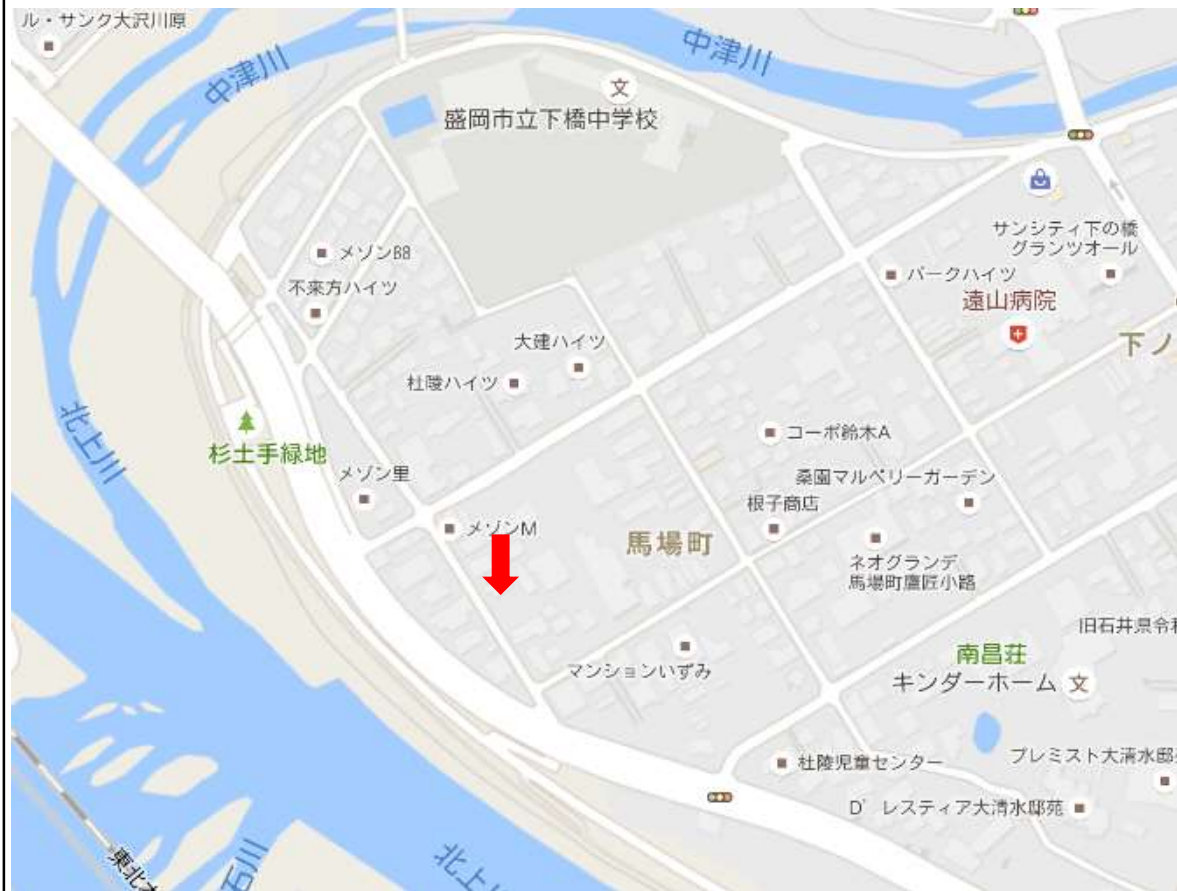 ル・サンク大沢川原
中津川
中津川
文
盛岡市立下橋中学校
サンシティ下の橋
グランツオール
メゾンB8
パークハイツ
不来方ハイツ
遠山病院
大建ハイツ
下ノ
杜陵ハイツ
北上川
コーポ鈴木A
杉土手緑地
メゾン里
桑園マルベリーガーデン
根子商店
メゾンM
馬場町
ネオグランデ
馬場町鷹匠小路
旧石井県令
マンションいずみ
南昌荘
キンダーホーム
文
杜陵児童センター
プレミスト大清水邸
D’レスティア大清水邸苑
東北本
石川
北上